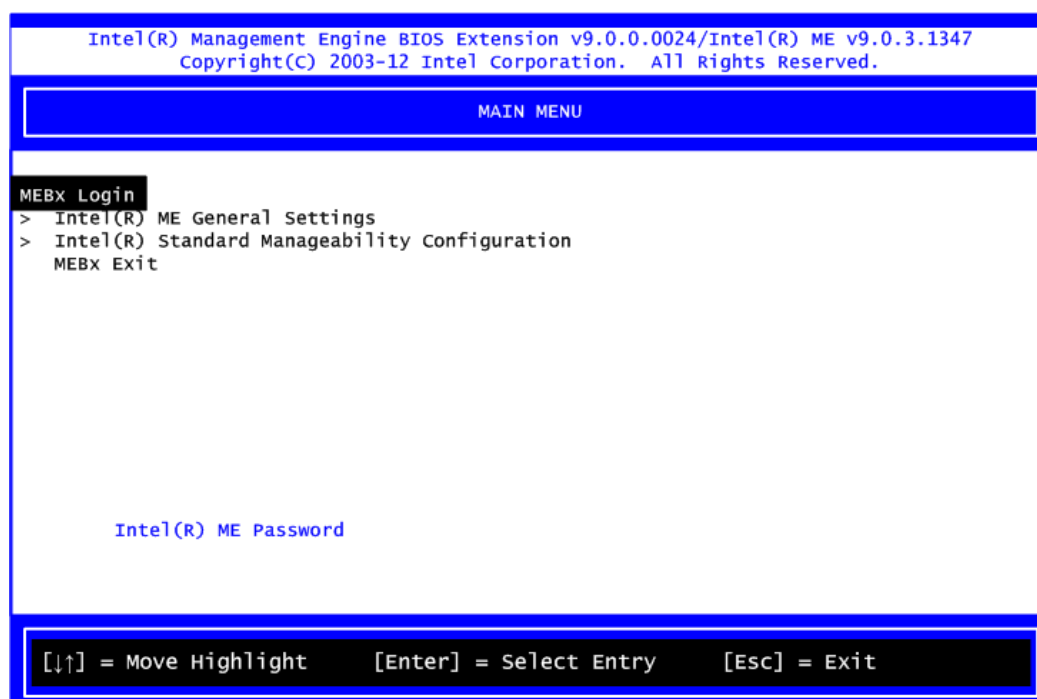 Intel(R) Management Engine BIOS Extension v9.0.0.0024/Intel(R) ME v9.0.3.1347
Copyright(C) 2003-12 Intel Corporation.  All Rights Reserved.
MAIN MENU
MEBx Login
> Intel(R) ME General Settings
> Intel(R) Standard Manageability Configuration
MEBx Exit
Intel(R) ME Password
[↓↑] = Move Highlight [Enter] = Select Entry [Esc] = Exit